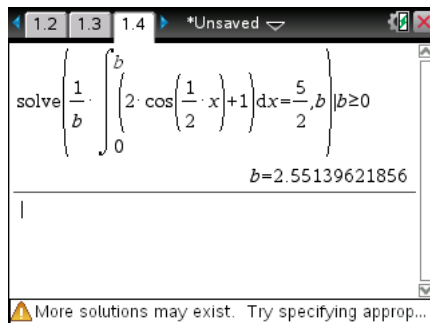 1.2 1.3 1.4 *Unsaved
solve(1/b · ∫₀ᵇ (2· cos(1/2 · x)+1)dx=5/2,b)|b≥0
b=2.55139621856
More solutions may exist. Try specifying approp...